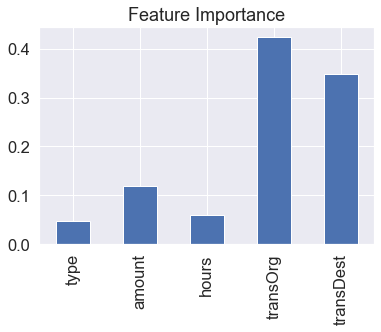 Feature Importance
0.4
0.3
0.2
0.1
0.0
type
amount
hours
transOrg
transDest